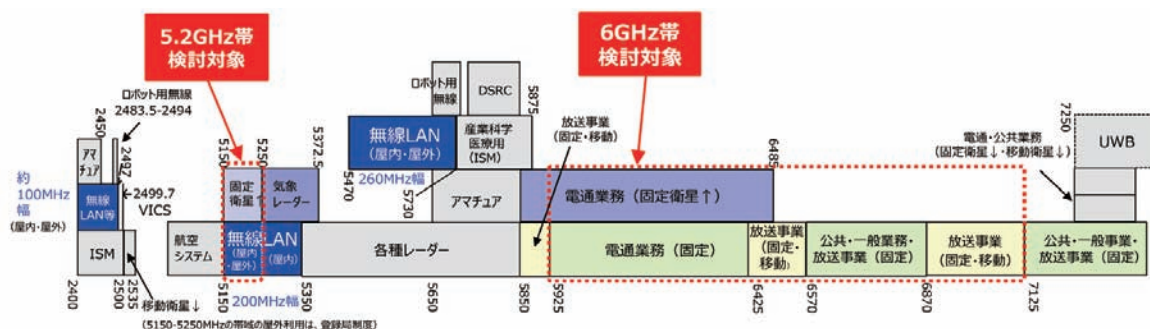 5.2GHz帯
検討対象
6GHz帯
検討対象
ロボット用無線
2483.5-2494
2450
2497
アマ
チュア
約
100MHz
幅
(屋内・屋外)
無線
LAN等
2499.7
VICS
ISM
2400
2500
2535
移動衛星↓
航空
システム
5150
5250
5372.5
固定
衛星↑
気象
レーダー
無線LAN
(屋内・
屋外)
(屋内)
5150
5350
200MHz幅
(5150-5250MHzの帯域の屋外利用は、登録局制度)
ロボット用
無線
DSRC
5875
無線LAN
(屋内・屋外)
産業科学
医療用
(ISM)
5470
260MHz幅
5730
アマチュア
各種レーダー
5650
5850
放送事業
(固定・移動)
6485
電通業務(固定衛星↑)
電通業務(固定)
放送事業
(固定・
移動)
公共・一般業務・
放送事業(固定)
放送事業
(固定・移動)
公共・一般事業・
放送事業(固定)
5925
6425
6570
6870
7125
電通・公共業務
(固定衛星↓・移動衛星↓)
7250
UWB